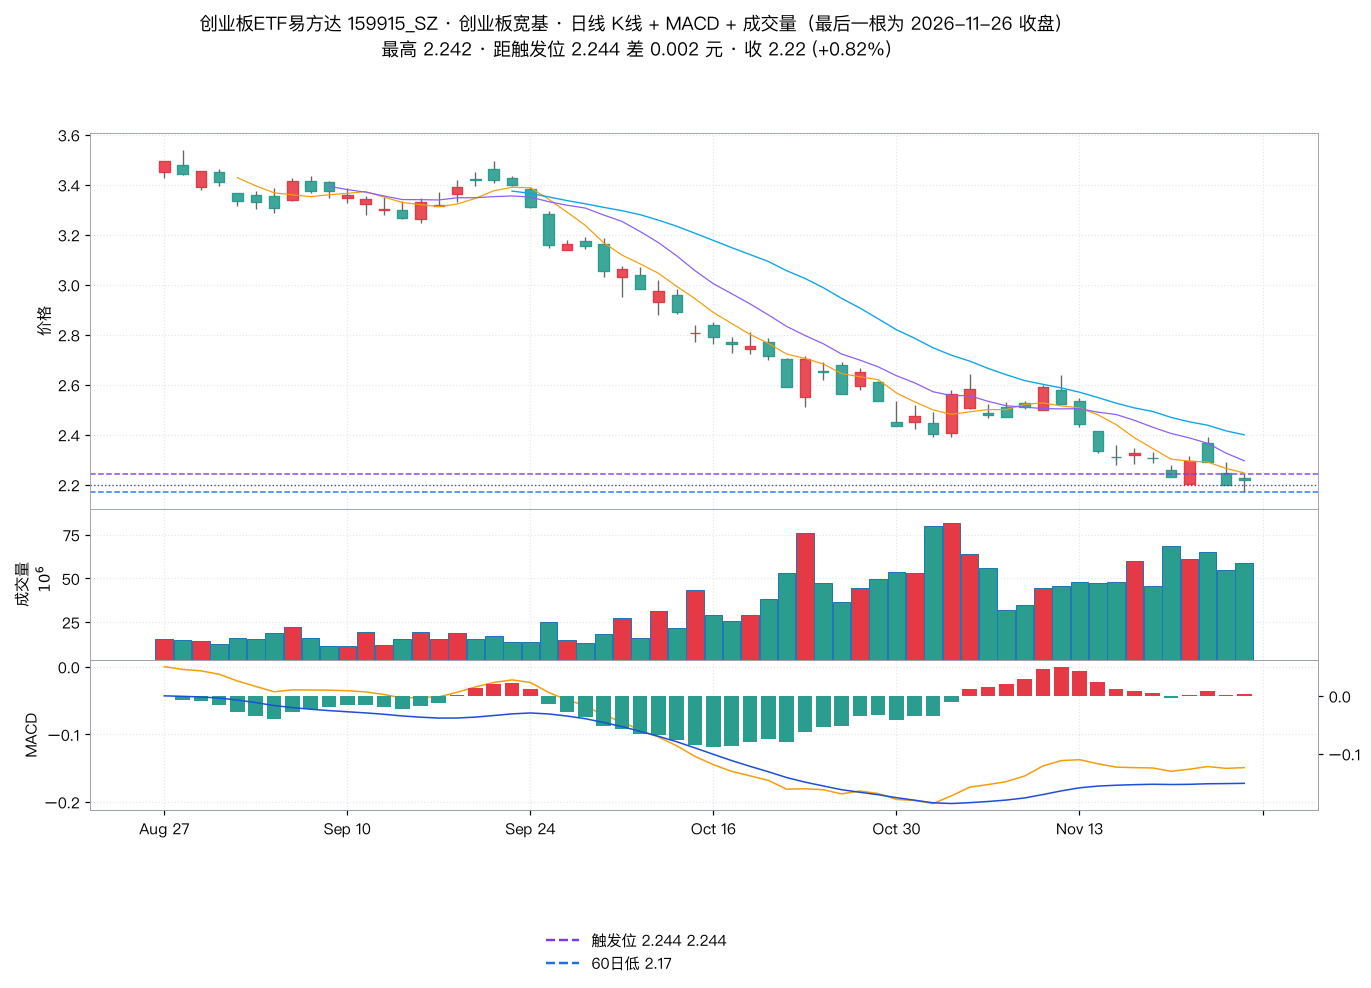 创业板ETF易方达 159915_SZ · 创业板宽基 · 日线 K线 + MACD + 成交量（最后一根为 2026−11−26 收盘）
最高 2.242 · 距触发位 2.244 差 0.002 元 · 收 2.22 (+0.82%)
3.6
3.4
3.2
3.0
2.8
2.6
2.4
2.2
价格
75
50
25
成交量
10⁶
0.0
−0.1
−0.2
MACD
0.0
−0.1
Aug 27
Sep 10
Sep 24
Oct 16
Oct 30
Nov 13
触发位 2.244 2.244
60日低 2.17